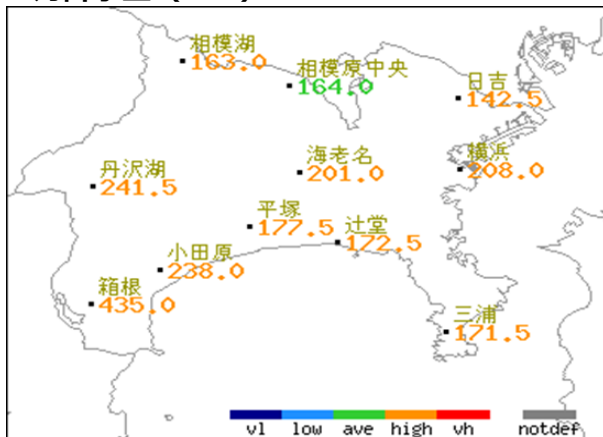 相模湖
163.0
相模原中央
164.0
日吉
142.5
丹沢湖
241.5
海老名
201.0
横浜
208.0
平塚
177.5
辻堂
172.5
小田原
238.0
箱根
435.0
三浦
171.5
vl low ave high vh notdef